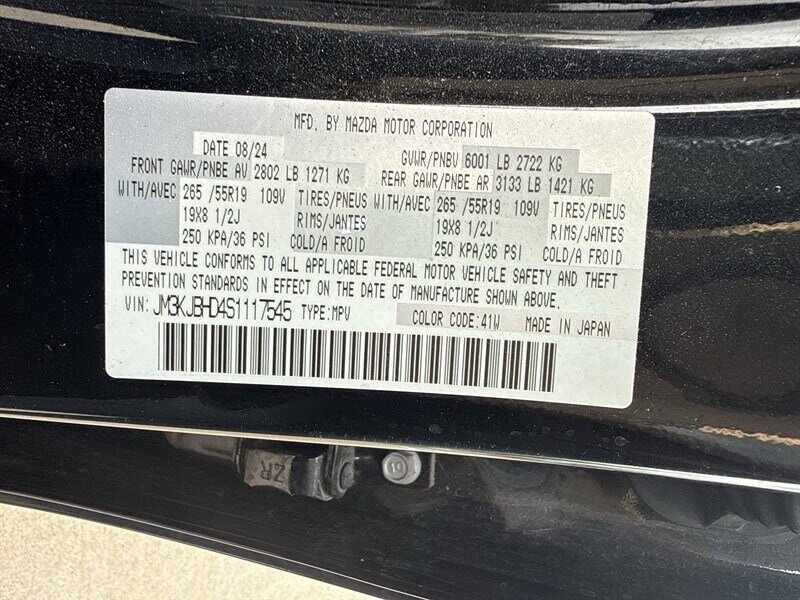 MFD. BY MAZDA MOTOR CORPORATION
DATE 08/24 GVWR/PNBV 6001 LB 2722 KG
FRONT GAWR/PNBE AV 2802 LB 1271 KG REAR GAWR/PNBE AR 3133 LB 1421 KG
WITH/AVEC 265 /55R19 109V TIRES/PNEUS WITH/AVEC 265 /55R19 109V TIRES/PNEUS
19X8 1/2J RIMS/JANTES 19X8 1/2J RIMS/JANTES
250 KPA/36 PSI COLD/A FROID 250 KPA/36 PSI COLD/A FROID
THIS VEHICLE CONFORMS TO ALL APPLICABLE FEDERAL MOTOR VEHICLE SAFETY AND THEFT
PREVENTION STANDARDS IN EFFECT ON THE DATE OF MANUFACTURE SHOWN ABOVE.
VIN: JM3KJBHD4S1117545 TYPE:MPV COLOR CODE:41W MADE IN JAPAN
ZR 10